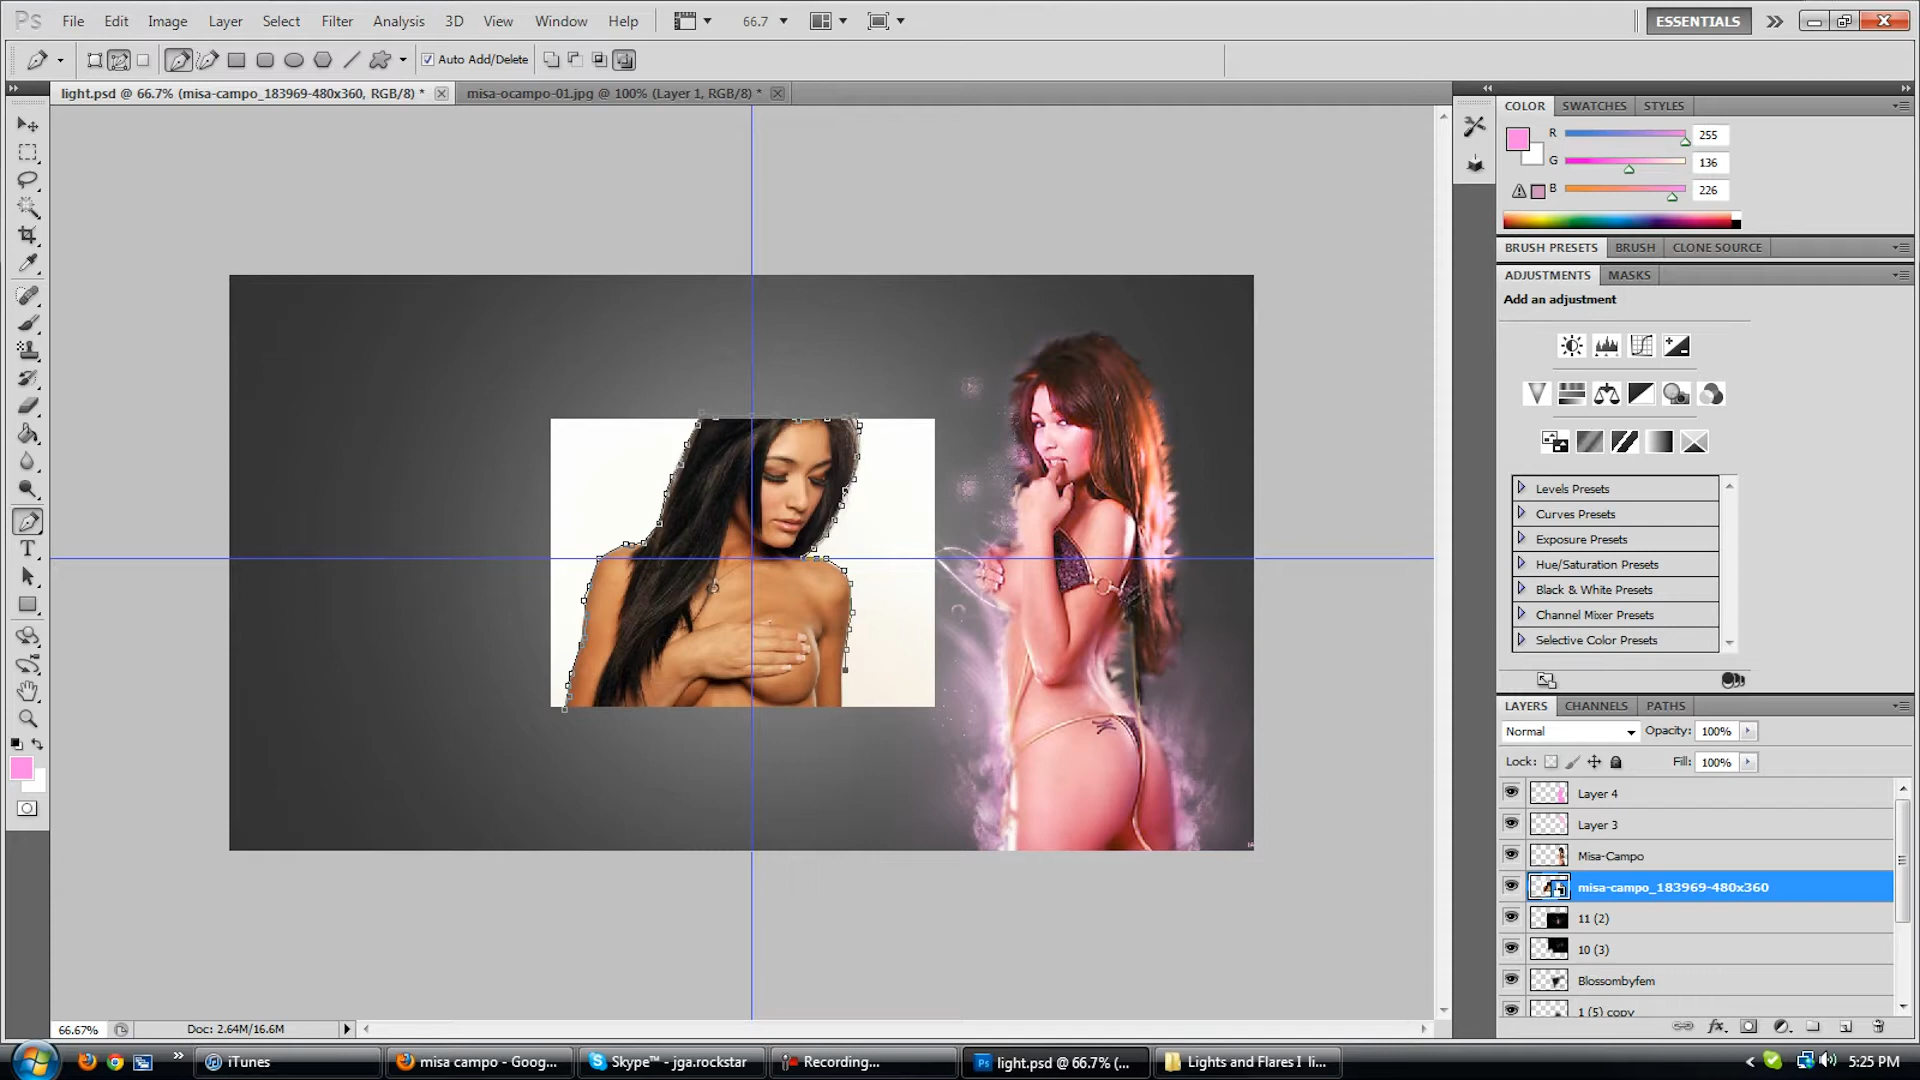 Ps File Edit Image Layer Select Filter Analysis 3D View Window Help 66.7 ESSENTIALS
Auto Add/Delete
light.psd @ 66.7% (misa-campo_183969-480x360, RGB/8) * misa-ocampo-01.jpg @ 100% (Layer 1, RGB/8) *
COLOR SWATCHES STYLES
R 255
G 136
B 226
BRUSH PRESETS BRUSH CLONE SOURCE
ADJUSTMENTS MASKS
Add an adjustment
Levels Presets
Curves Presets
Exposure Presets
Hue/Saturation Presets
Black & White Presets
Channel Mixer Presets
Selective Color Presets
LAYERS CHANNELS PATHS
Normal Opacity: 100%
Lock: Fill: 100%
Layer 4
Layer 3
Misa-Campo
misa-campo_183969-480x360
11 (2)
10 (3)
Blossombyfem
1 (5) copy
66.67% Doc: 2.64M/16.6M
iTunes misa campo - Goog... Skype™ - jga.rockstar Recording... light.psd @ 66.7% (... Lights and Flares I li... 5:25 PM